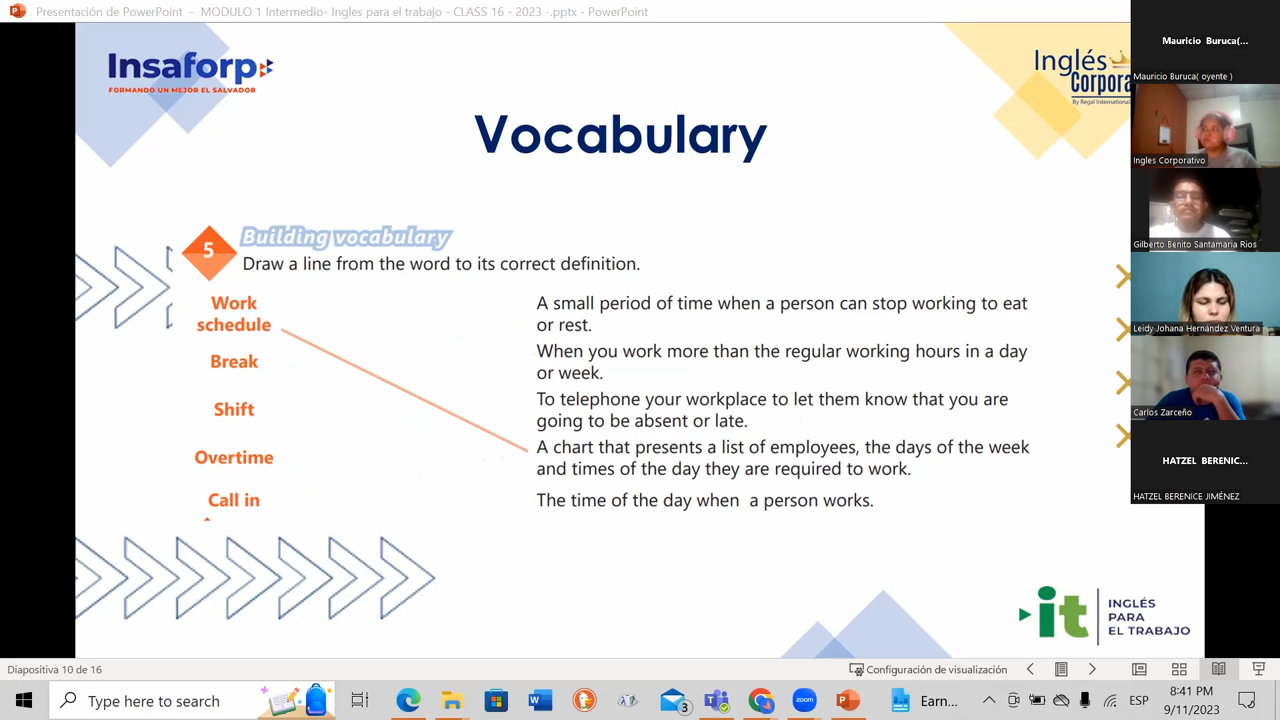 Presentación de PowerPoint - MODULO 1 Intermedio- Ingles para el trabajo - CLASS 16 - 2023 -.pptx - PowerPoint
Insaforp
FORMANDO UN MEJOR EL SALVADOR
Inglés
Corpora
By Regal International
Vocabulary
5
Building vocabulary
Draw a line from the word to its correct definition.
Work
schedule
Break
Shift
Overtime
Call in
A small period of time when a person can stop working to eat
or rest.
When you work more than the regular working hours in a day
or week.
To telephone your workplace to let them know that you are
going to be absent or late.
A chart that presents a list of employees, the days of the week
and times of the day they are required to work.
The time of the day when a person works.
it
INGLÉS
PARA
EL TRABAJO
Mauricio Buruca(...
Mauricio Buruca( oyente )
Ingles Corporativo
Gilberto Benito Santamaria Rios
Leidy Johana Hernández Ventura
Carlos Zarceño
HATZEL BERENIC...
HATZEL BERENICE JIMÉNEZ
Diapositiva 10 de 16
Configuración de visualización
Type here to search
3
zoom
Earn...
ESP
8:41 PM
9/11/2023